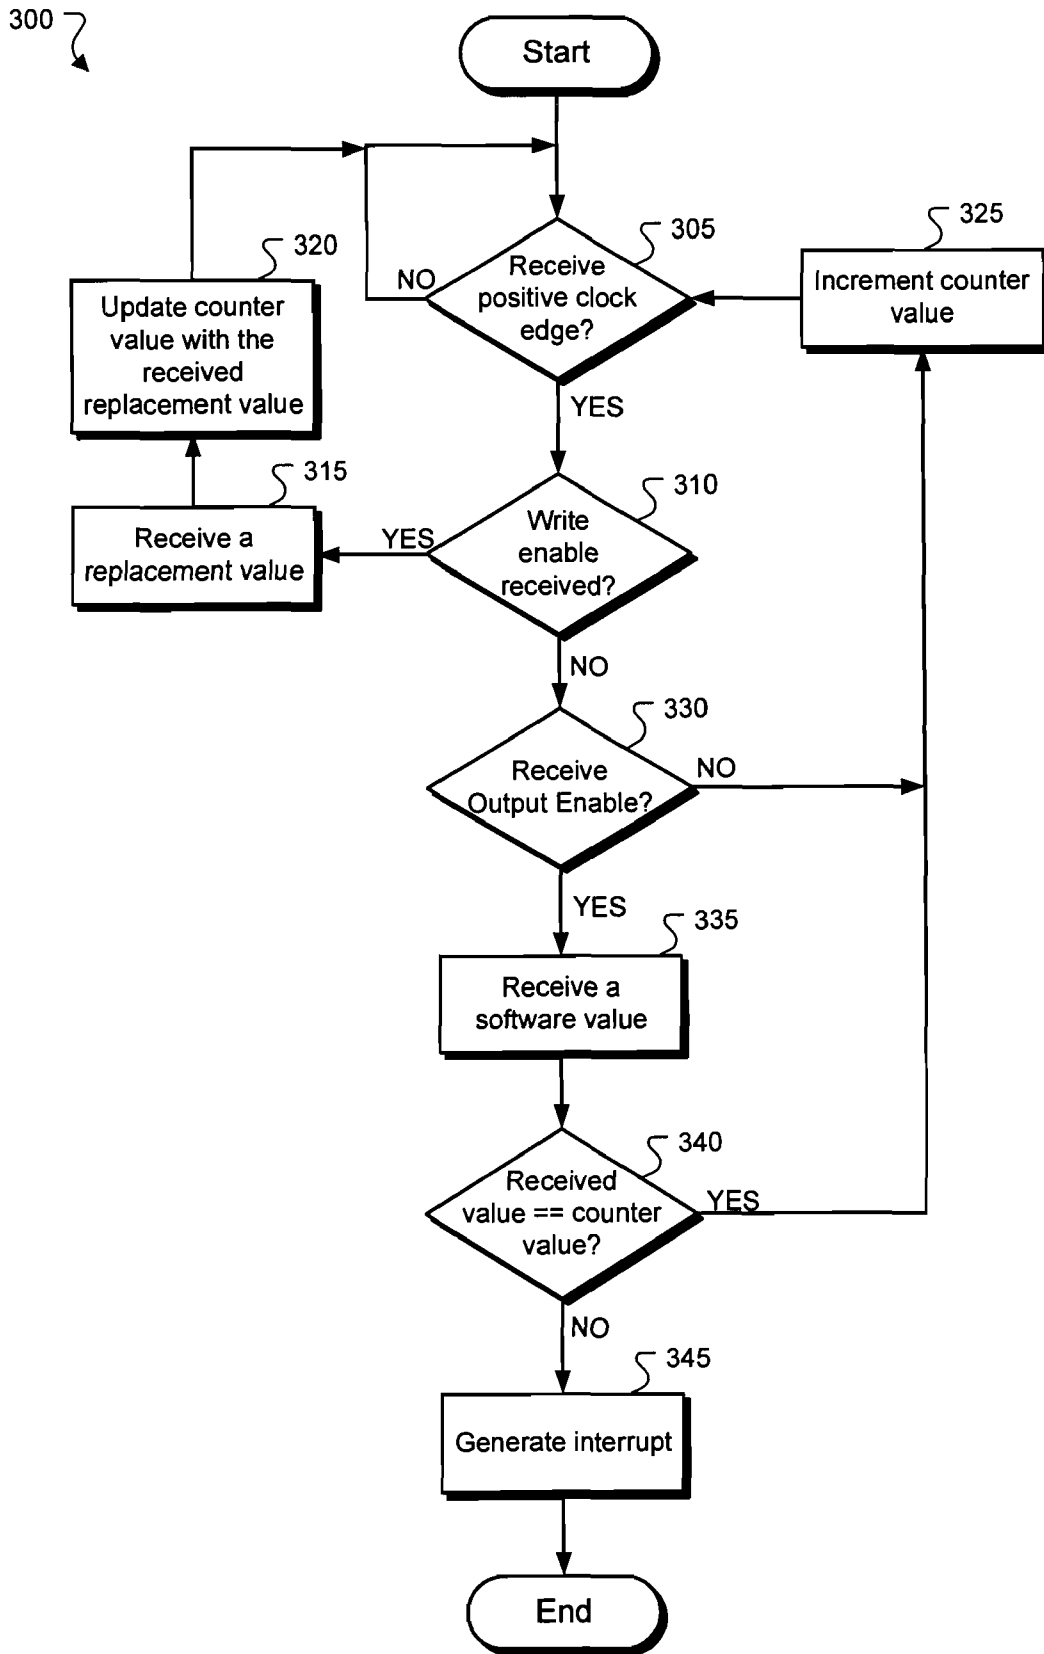 300
Start
305
Receive
positive clock
edge?
NO
YES
325
Increment counter
value
320
Update counter
value with the
received
replacement value
315
Receive a
replacement value
310
Write
enable
received?
YES
NO
330
Receive
Output Enable?
NO
YES
335
Receive a
software value
340
Received
value == counter
value?
YES
NO
345
Generate interrupt
End